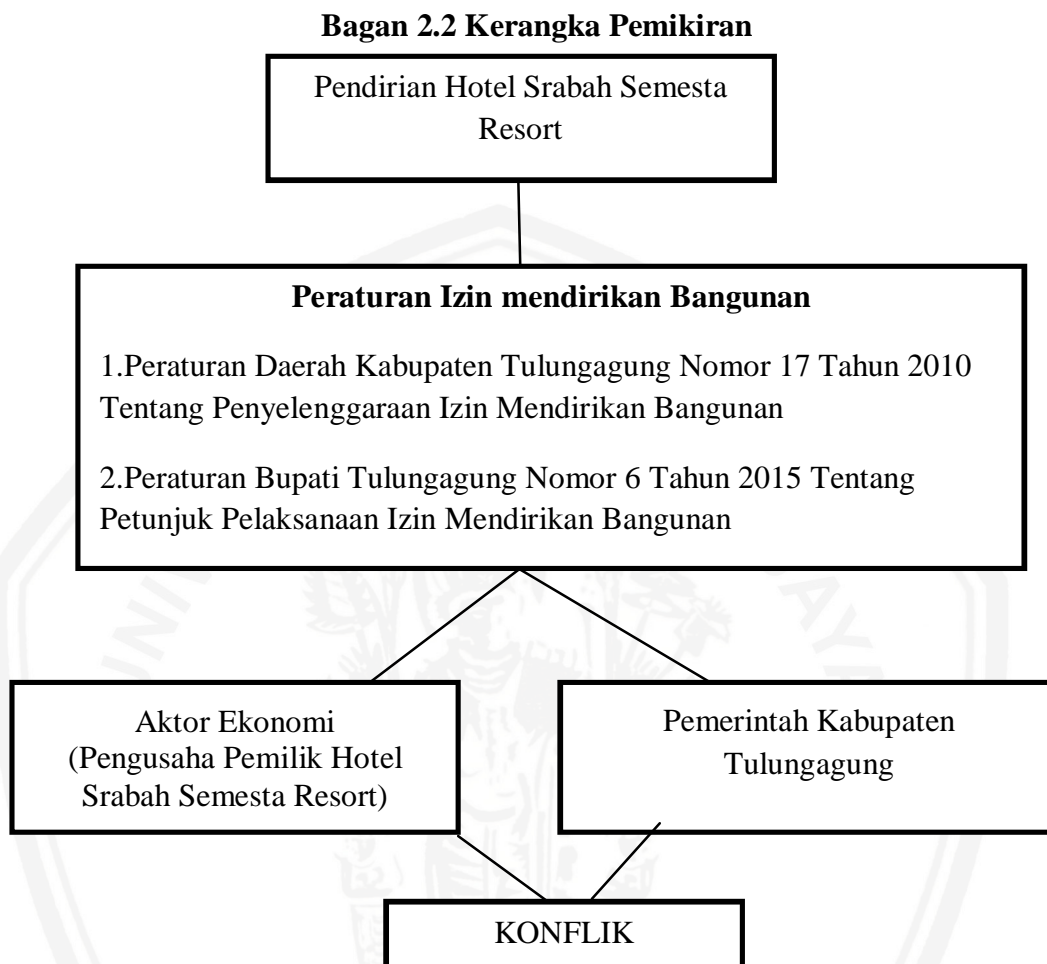 Bagan 2.2 Kerangka Pemikiran
Pendirian Hotel Srabah Semesta
Resort
Peraturan Izin mendirikan Bangunan
1.Peraturan Daerah Kabupaten Tulungagung Nomor 17 Tahun 2010
Tentang Penyelenggaraan Izin Mendirikan Bangunan
2.Peraturan Bupati Tulungagung Nomor 6 Tahun 2015 Tentang
Petunjuk Pelaksanaan Izin Mendirikan Bangunan
Aktor Ekonomi
(Pengusaha Pemilik Hotel
Srabah Semesta Resort)
Pemerintah Kabupaten
Tulungagung
KONFLIK